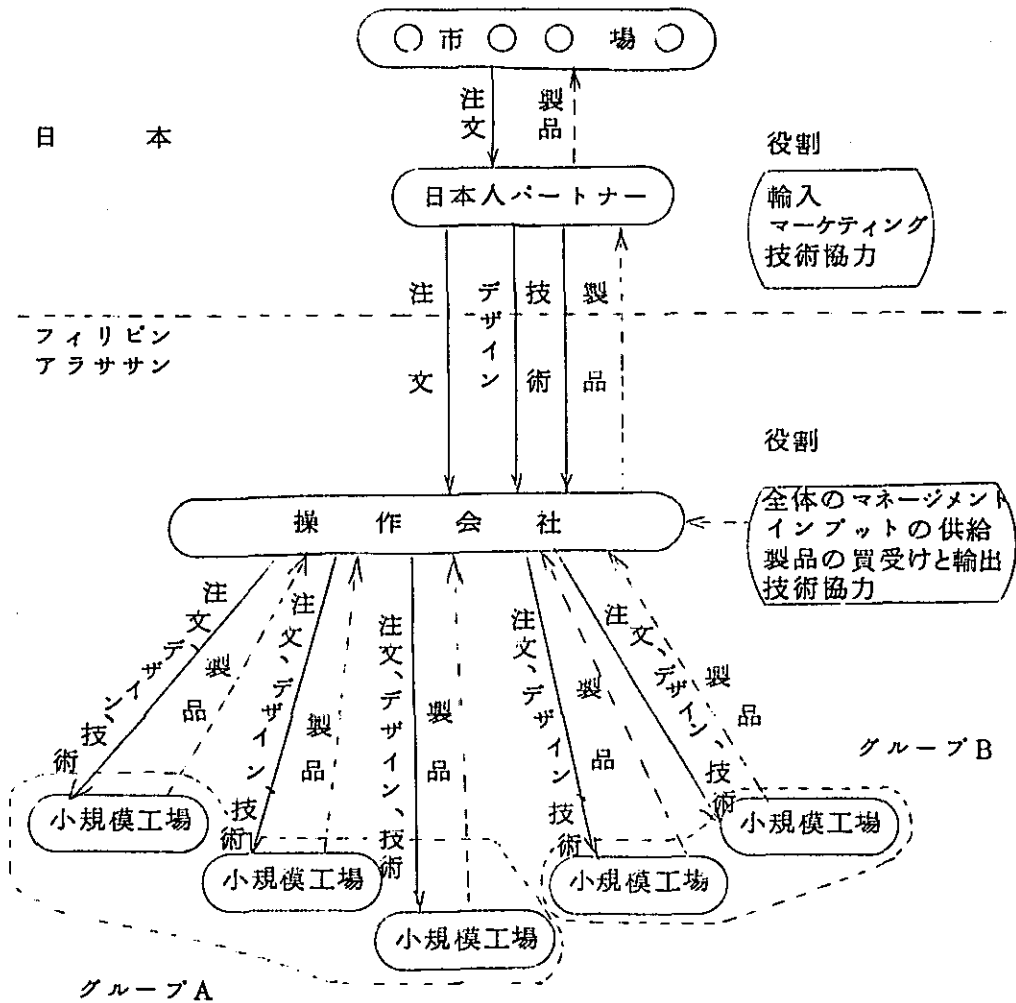 市場
注文
製品
日本
役割
日本人パートナー
輸入
マーケティング
技術協力
注文
デザイン
技術
製品
フィリピン
アラササン
役割
操作会社
全体のマネージメント
インプットの供給
製品の買受けと輸出
技術協力
注文、デザイン、技術
製品
注文、デザイン、技術
製品
注文、デザイン、技術
製品
注文、デザイン、技術
製品
注文、デザイン、技術
製品
グループB
小規模工場
小規模工場
小規模工場
小規模工場
小規模工場
グループA